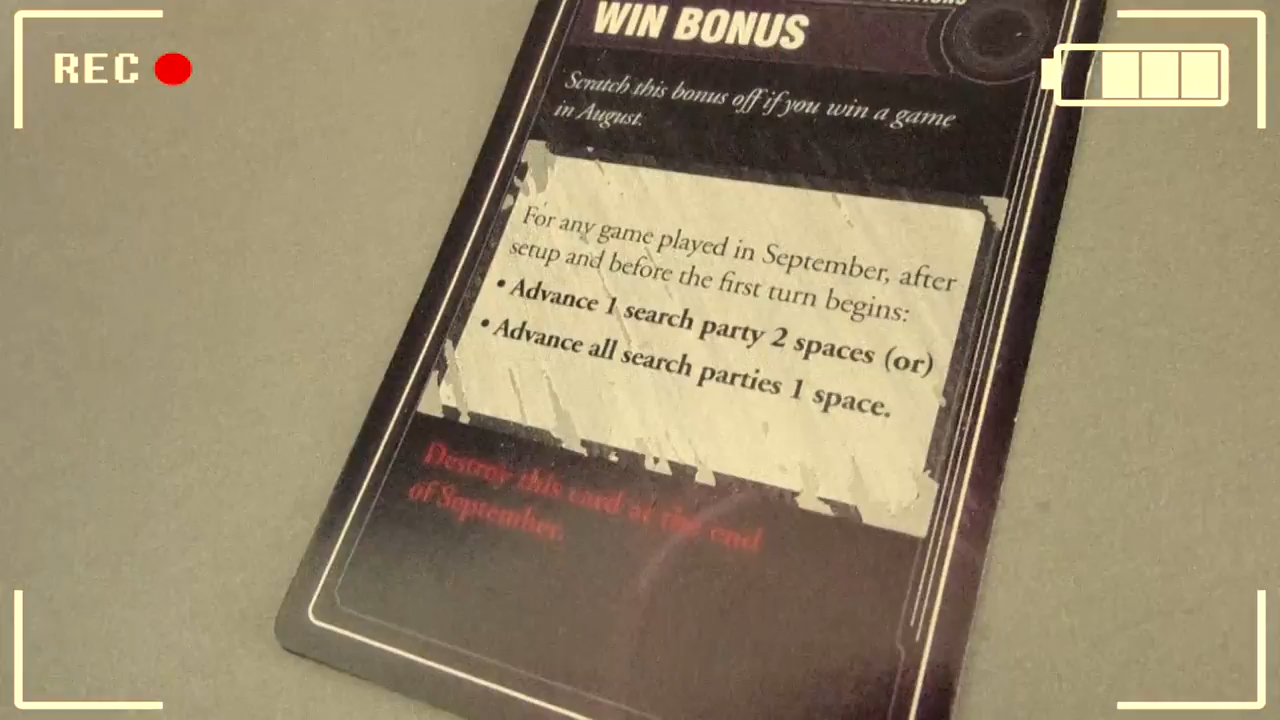 REC
WIN BONUS
Scratch this bonus off if you win a game
in August.
For any game played in September, after
setup and before the first turn begins:
• Advance 1 search party 2 spaces (or)
• Advance all search parties 1 space.
Destroy this card at the end
of September.